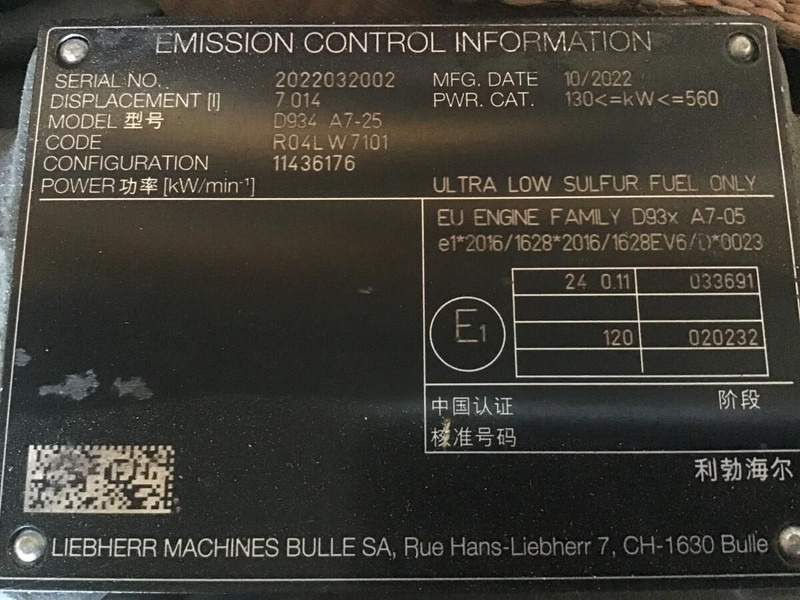 EMISSION CONTROL INFORMATION
SERIAL NO. 2022032002 MFG. DATE 10/2022
DISPLACEMENT [l] 7.014 PWR. CAT. 130<=kW<=560
MODEL 型号 D934 A7-25
CODE R04LW7101
CONFIGURATION 11436176
POWER 功率 [kW/min⁻¹] ULTRA LOW SULFUR FUEL ONLY
EU ENGINE FAMILY D93x A7-05
e1*2016/1628*2016/1628EV6/D*0023
E1
24 0.11 033691
120 020232
中国认证 阶段
核准号码
利勃海尔
LIEBHERR MACHINES BULLE SA, Rue Hans-Liebherr 7, CH-1630 Bulle